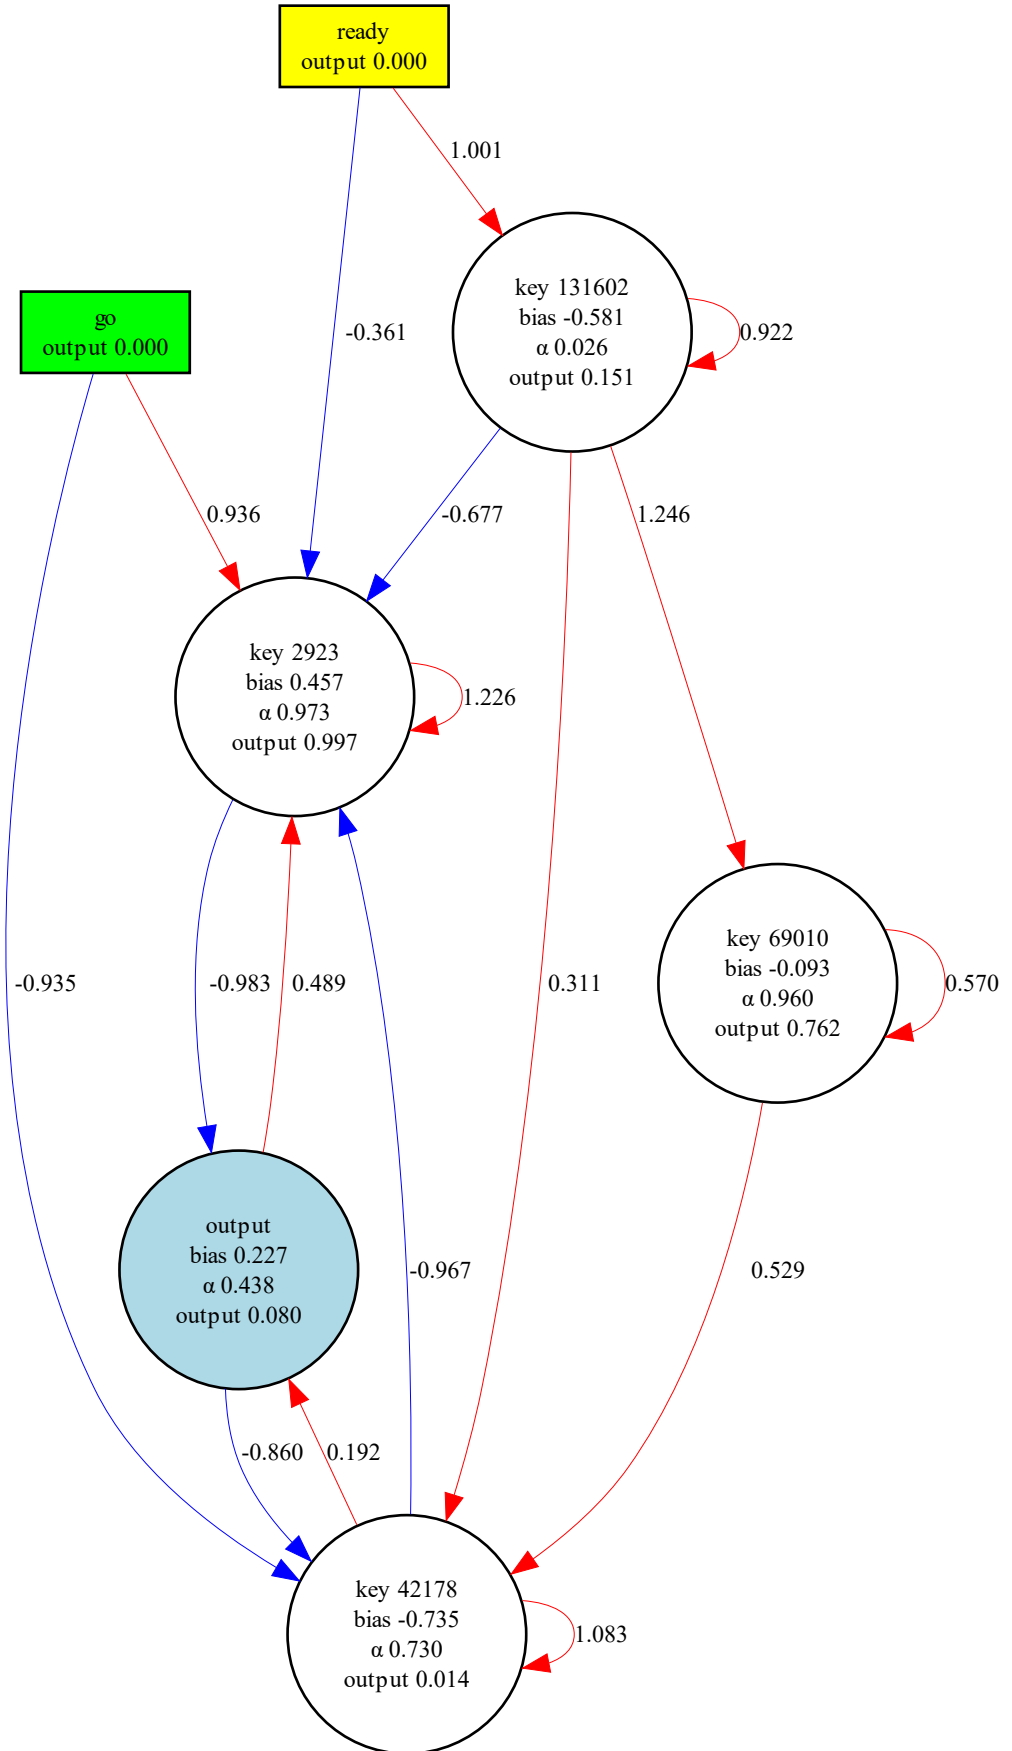 ready
output 0.000
1.001
key 131602
bias -0.581
α 0.026
output 0.151
0.922
go
output 0.000
-0.361
0.936
-0.677
1.246
key 2923
bias 0.457
α 0.973
output 0.997
1.226
key 69010
bias -0.093
α 0.960
output 0.762
0.570
-0.935
-0.983
0.489
0.311
output
bias 0.227
α 0.438
output 0.080
-0.967
0.529
-0.860
0.192
key 42178
bias -0.735
α 0.730
output 0.014
1.083